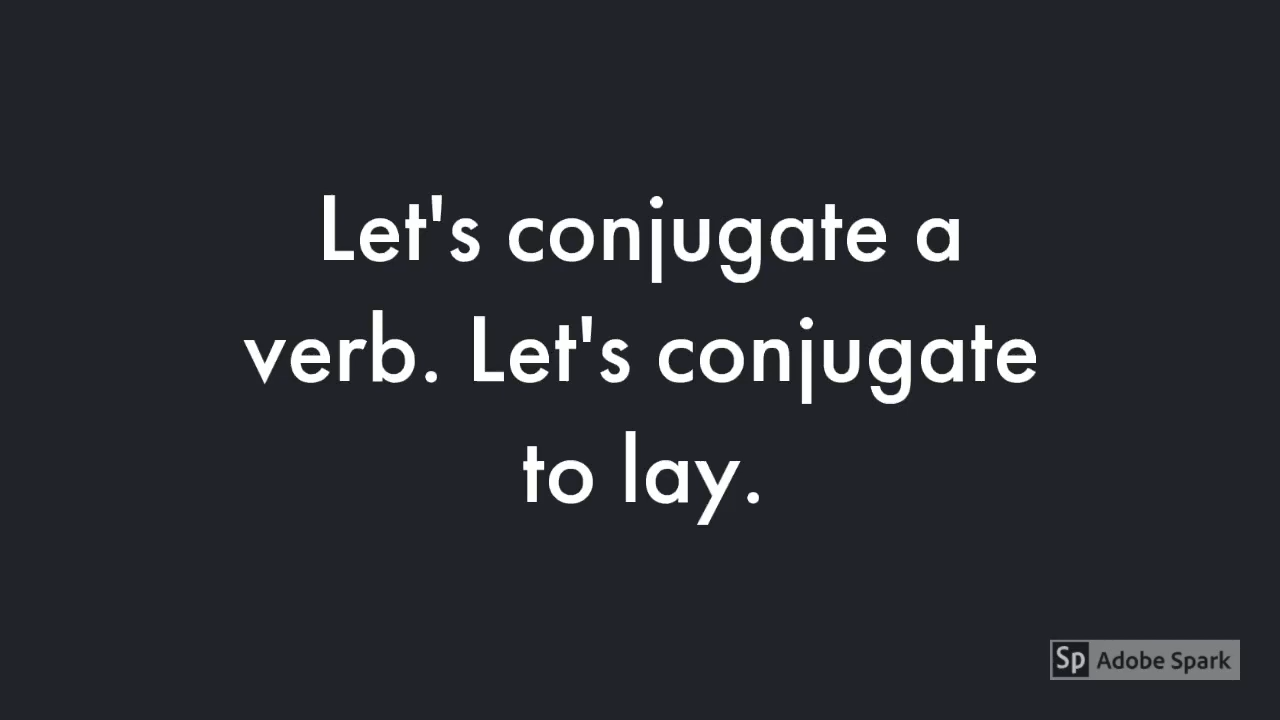 Let's conjugate a
verb. Let's conjugate
to lay.
Sp Adobe Spark